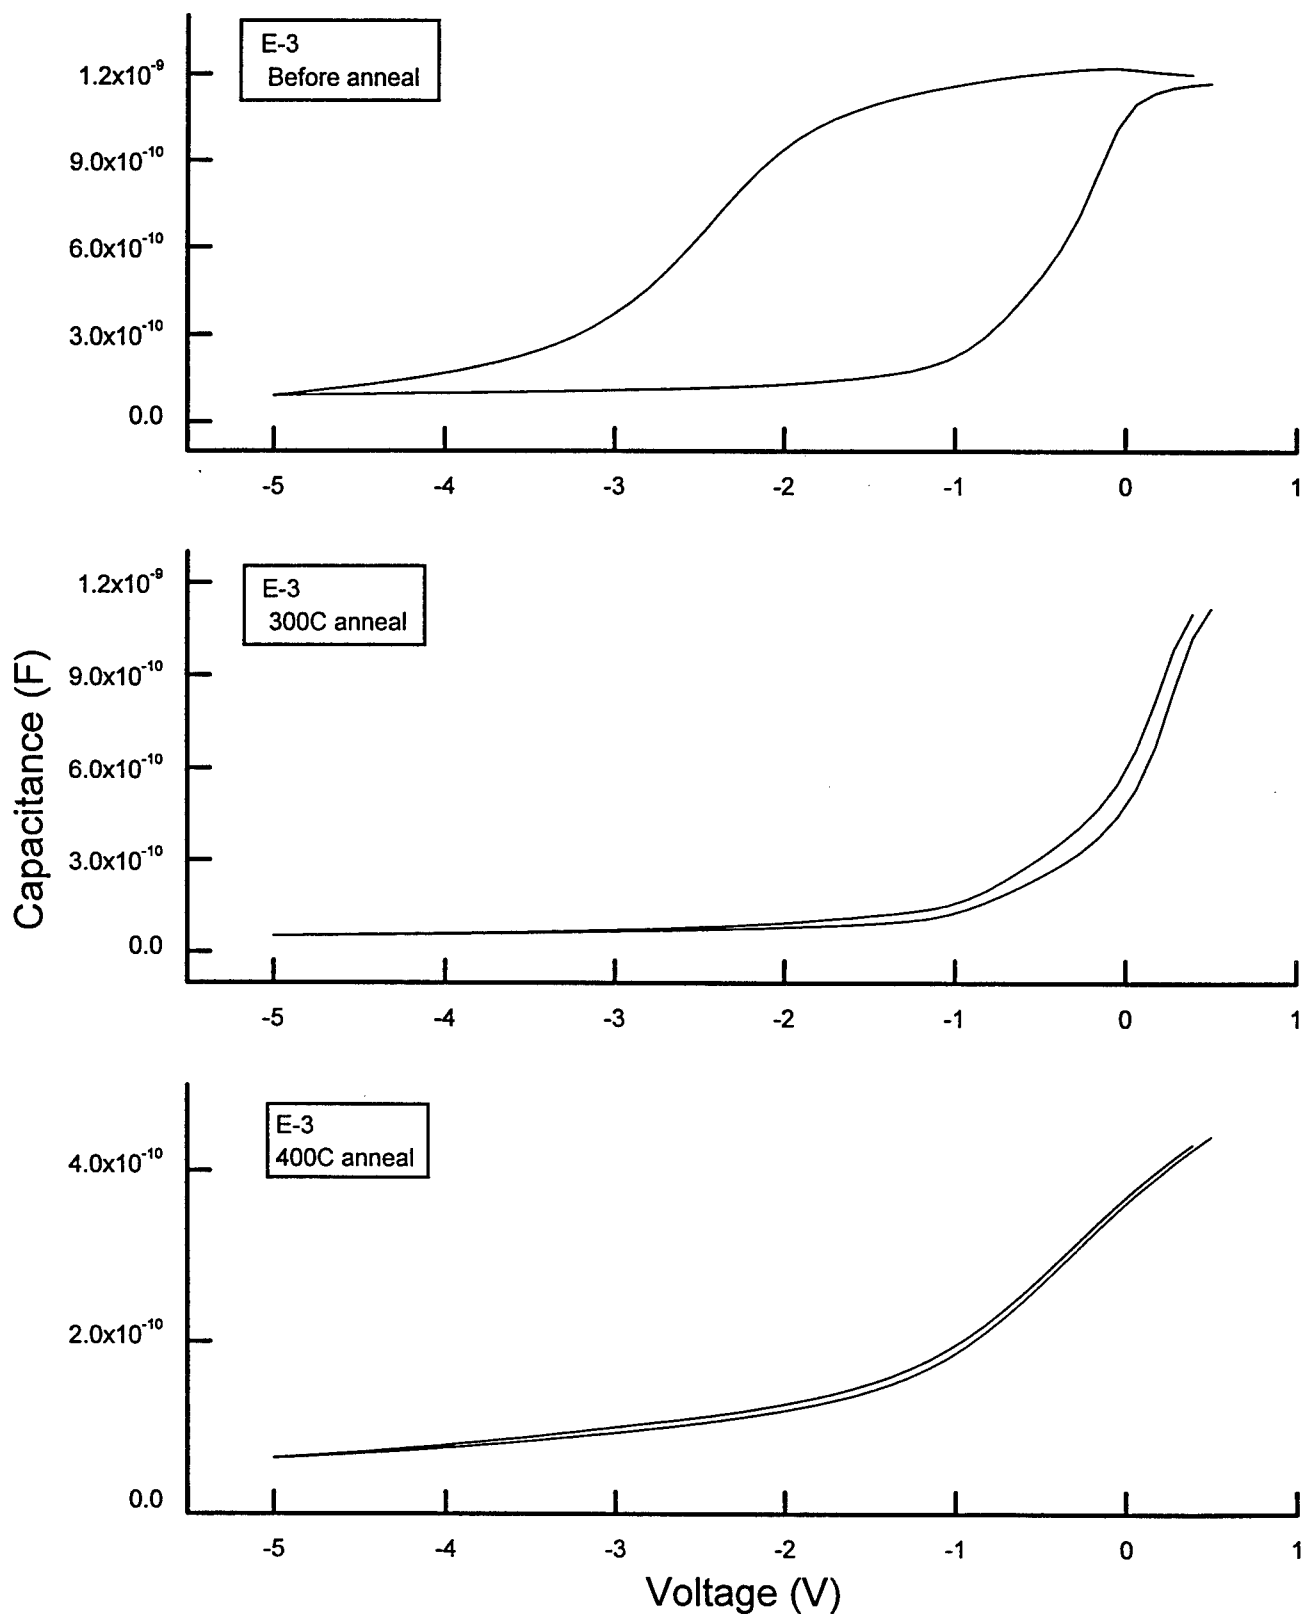 E-3
Before anneal
1.2x10⁻⁹
9.0x10⁻¹⁰
6.0x10⁻¹⁰
3.0x10⁻¹⁰
0.0
-5 -4 -3 -2 -1 0 1
E-3
300C anneal
1.2x10⁻⁹
9.0x10⁻¹⁰
6.0x10⁻¹⁰
3.0x10⁻¹⁰
0.0
-5 -4 -3 -2 -1 0 1
Capacitance (F)
E-3
400C anneal
4.0x10⁻¹⁰
2.0x10⁻¹⁰
0.0
-5 -4 -3 -2 -1 0 1
Voltage (V)